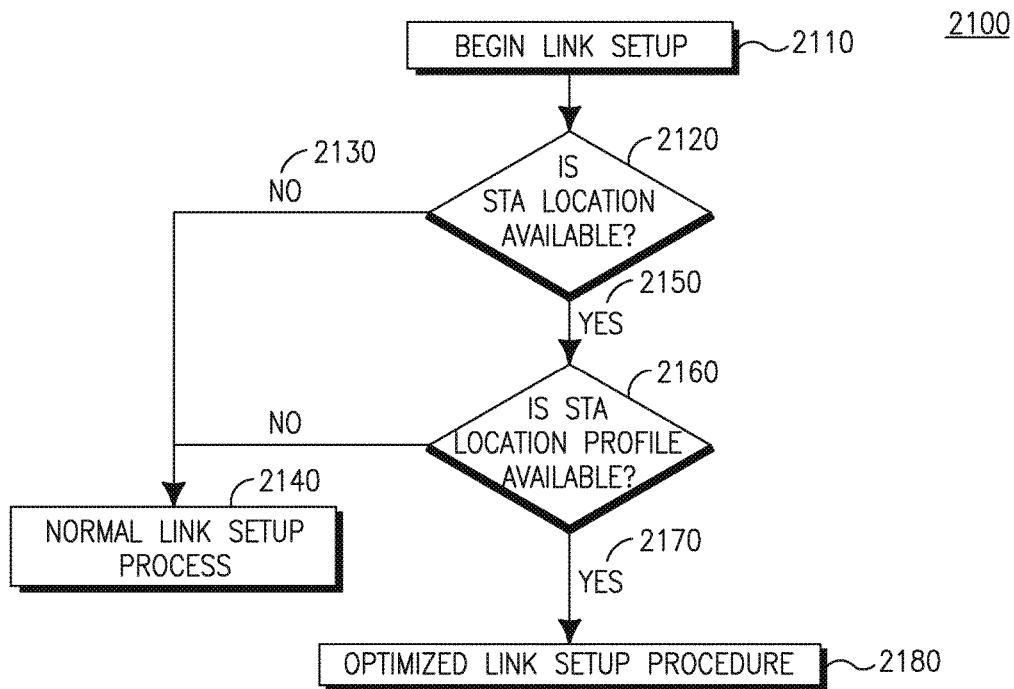 2100
BEGIN LINK SETUP 2110
2120
IS
STA LOCATION
AVAILABLE?
2130
NO
2150
YES
2160
IS STA
LOCATION PROFILE
AVAILABLE?
NO
2140
NORMAL LINK SETUP
PROCESS
2170
YES
OPTIMIZED LINK SETUP PROCEDURE 2180